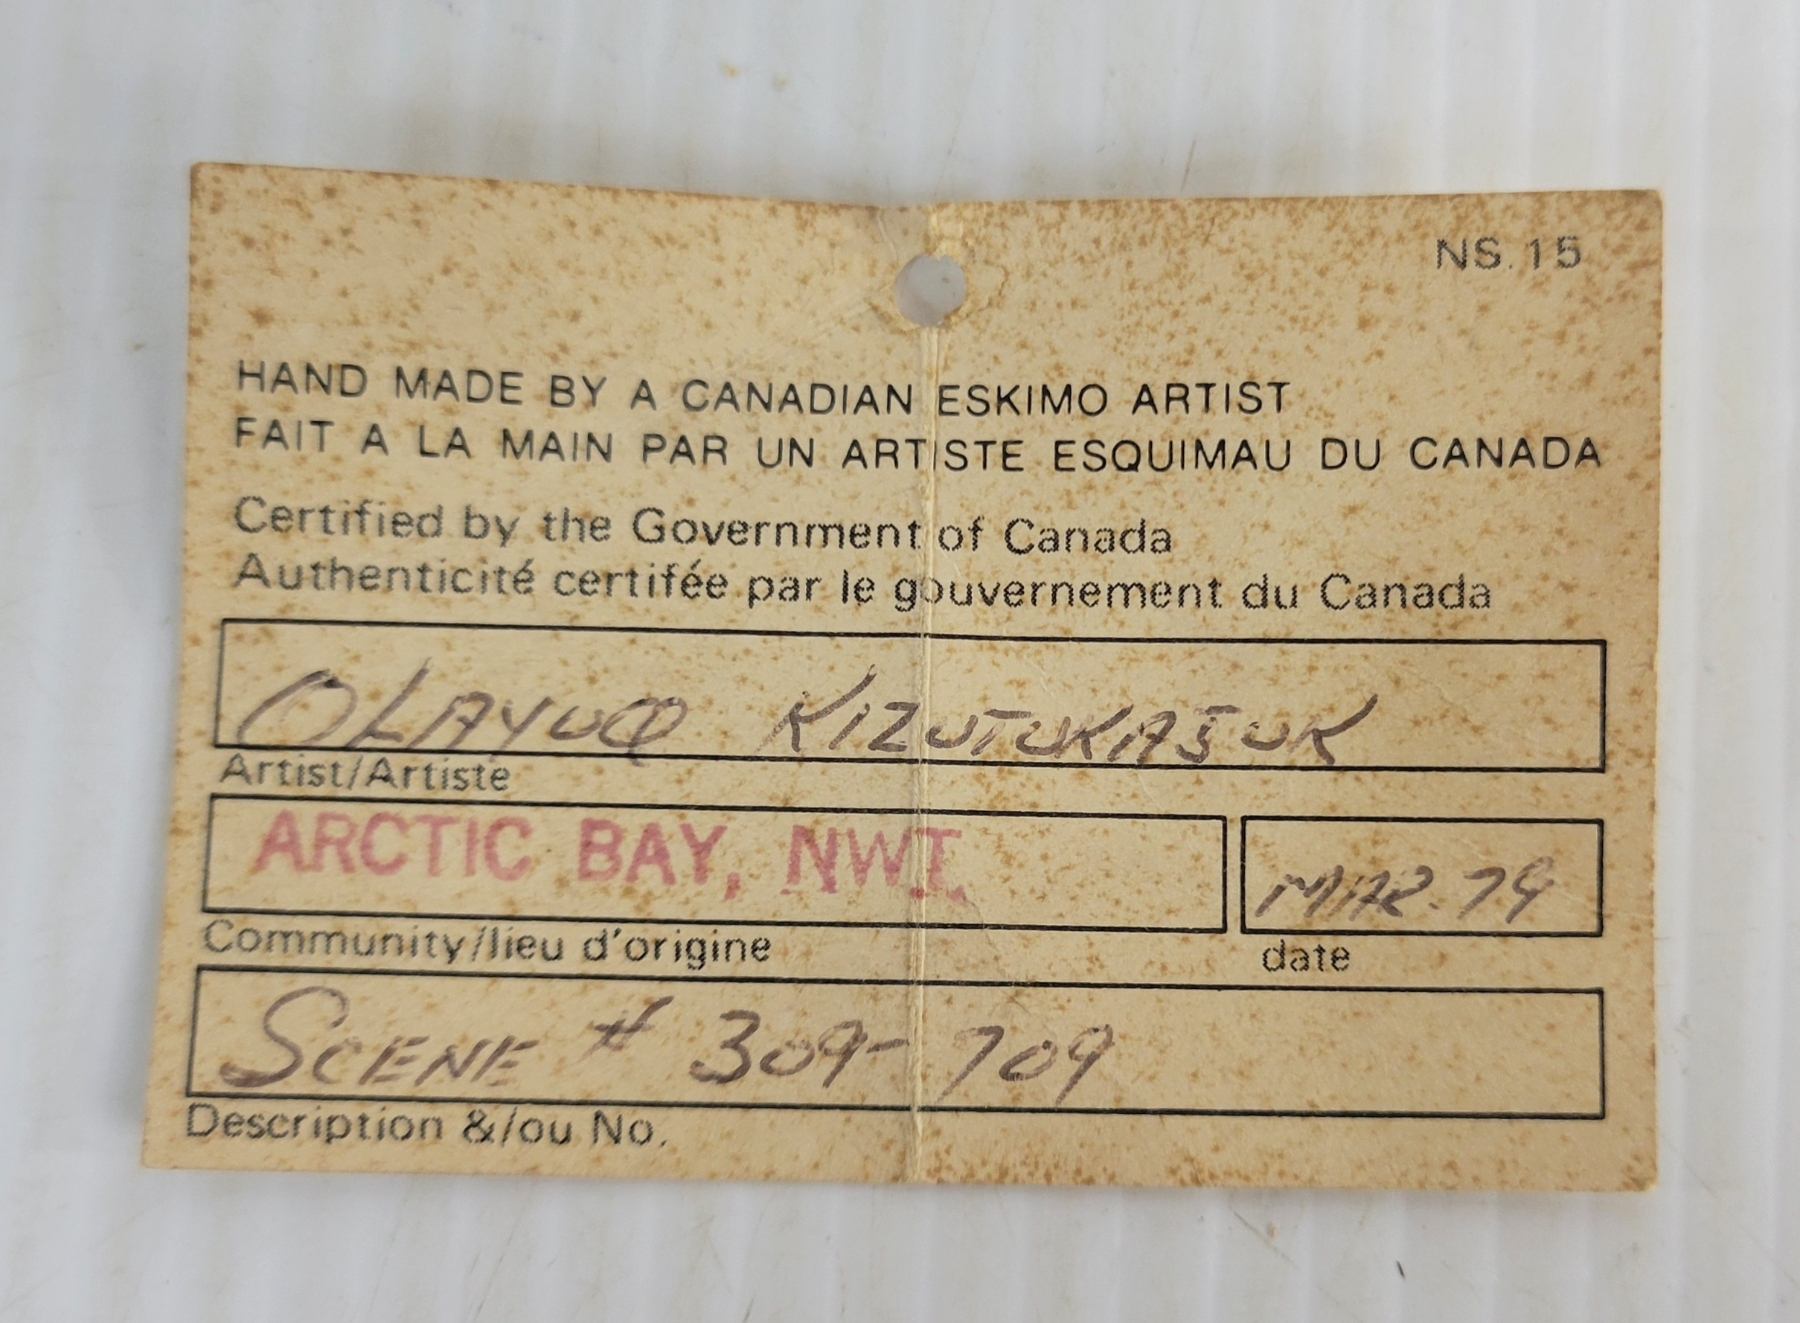 NS. 15
HAND MADE BY A CANADIAN ESKIMO ARTIST
FAIT A LA MAIN PAR UN ARTISTE ESQUIMAU DU CANADA
Certified by the Government of Canada
Authenticité certifée par le gouvernement du Canada
OLAYUQ KIZUTUKAJUK
Artist/Artiste
ARCTIC BAY, NWT.
Community/lieu d'origine
MAR. 79
date
SCENE # 309-709
Description &/ou No.